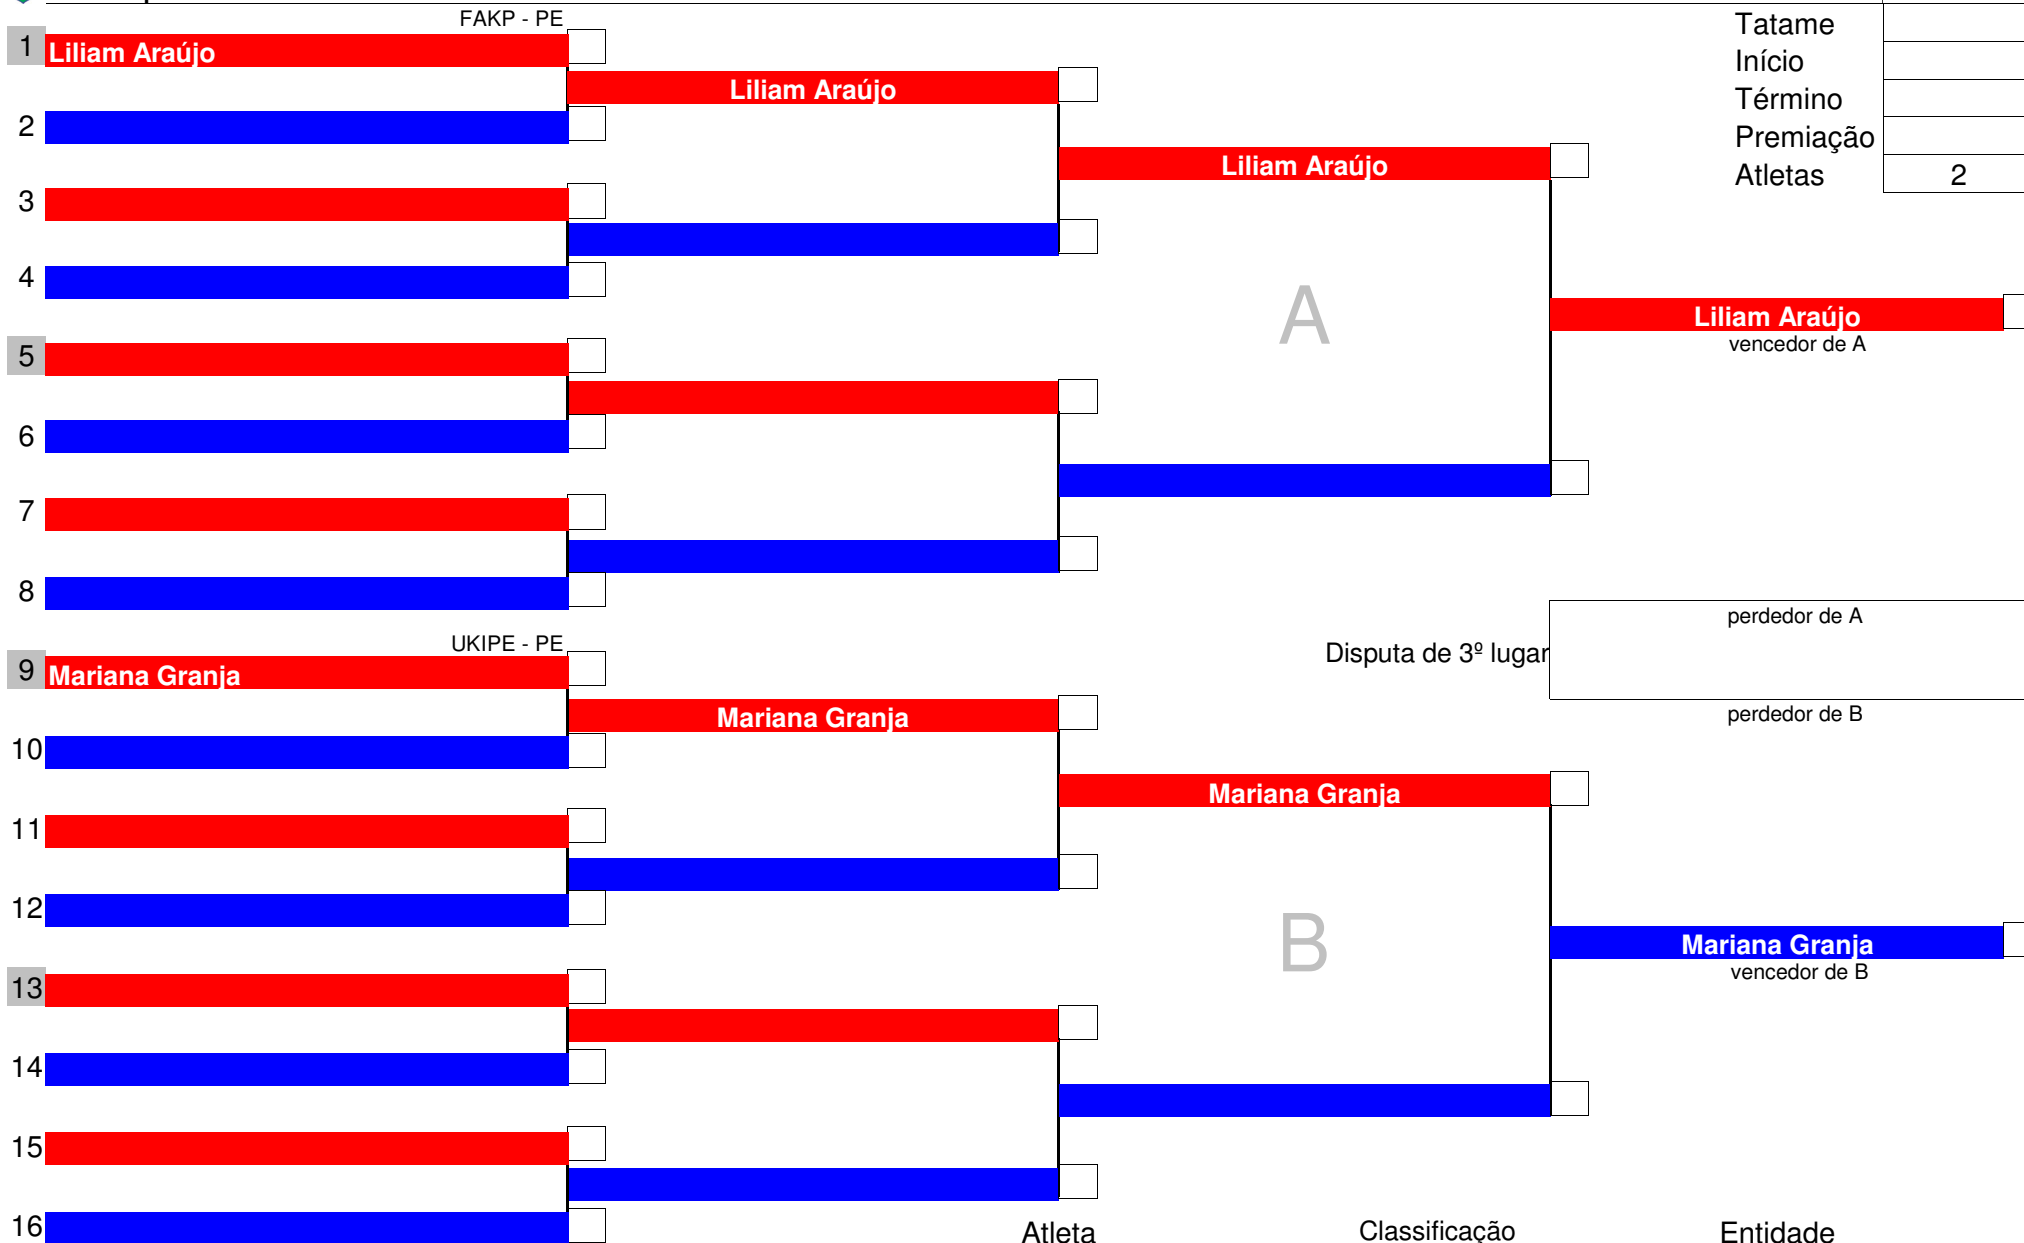 FAKP - PE
1 Liliam Araújo
Liliam Araújo
2
Liliam Araújo
3
4
A
Liliam Araújo
vencedor de A
5
6
7
8
Tatame
Início
Término
Premiação
Atletas 2
perdedor de A
Disputa de 3º lugar
perdedor de B
UKIPE - PE
9 Mariana Granja
Mariana Granja
10
Mariana Granja
11
12
B
Mariana Granja
vencedor de B
13
14
15
16
Atleta Classificação Entidade